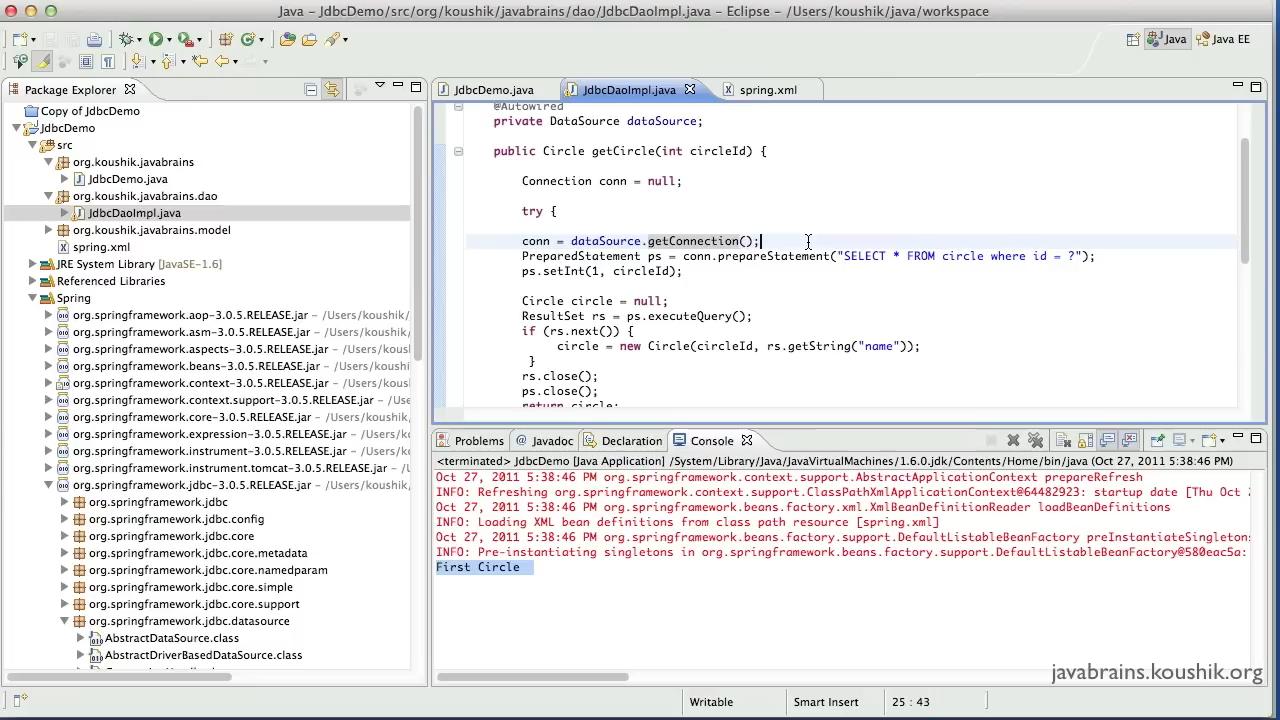 Java – JdbcDemo/src/org/koushik/javabrains/dao/JdbcDaoImpl.java – Eclipse – /Users/koushik/java/workspace
Java
Java EE
Package Explorer
Copy of JdbcDemo
JdbcDemo
src
org.koushik.javabrains
JdbcDemo.java
org.koushik.javabrains.dao
JdbcDaoImpl.java
org.koushik.javabrains.model
spring.xml
JRE System Library [JavaSE-1.6]
Referenced Libraries
Spring
org.springframework.aop-3.0.5.RELEASE.jar – /Users/koushik/
org.springframework.asm-3.0.5.RELEASE.jar – /Users/koushik/
org.springframework.aspects-3.0.5.RELEASE.jar – /Users/kous
org.springframework.beans-3.0.5.RELEASE.jar – /Users/koushi
org.springframework.context-3.0.5.RELEASE.jar – /Users/kous
org.springframework.context.support-3.0.5.RELEASE.jar – /Us
org.springframework.core-3.0.5.RELEASE.jar – /Users/koushik
org.springframework.expression-3.0.5.RELEASE.jar – /Users/k
org.springframework.instrument-3.0.5.RELEASE.jar – /Users/k
org.springframework.instrument.tomcat-3.0.5.RELEASE.jar – /
org.springframework.jdbc-3.0.5.RELEASE.jar – /Users/koushik
org.springframework.jdbc
org.springframework.jdbc.config
org.springframework.jdbc.core
org.springframework.jdbc.core.metadata
org.springframework.jdbc.core.namedparam
org.springframework.jdbc.core.simple
org.springframework.jdbc.core.support
org.springframework.jdbc.datasource
AbstractDataSource.class
AbstractDriverBasedDataSource.class
JdbcDemo.java
JdbcDaoImpl.java
spring.xml
@Autowired
private DataSource dataSource;
public Circle getCircle(int circleId) {
Connection conn = null;
try {
conn = dataSource.getConnection();
PreparedStatement ps = conn.prepareStatement("SELECT * FROM circle where id = ?");
ps.setInt(1, circleId);
Circle circle = null;
ResultSet rs = ps.executeQuery();
if (rs.next()) {
circle = new Circle(circleId, rs.getString("name"));
}
rs.close();
ps.close();
return circle;
Problems
Javadoc
Declaration
Console
<terminated> JdbcDemo [Java Application] /System/Library/Java/JavaVirtualMachines/1.6.0.jdk/Contents/Home/bin/java (Oct 27, 2011 5:38:46 PM)
Oct 27, 2011 5:38:46 PM org.springframework.context.support.AbstractApplicationContext prepareRefresh
INFO: Refreshing org.springframework.context.support.ClassPathXmlApplicationContext@64482923: startup date [Thu Oct 2
Oct 27, 2011 5:38:46 PM org.springframework.beans.factory.xml.XmlBeanDefinitionReader loadBeanDefinitions
INFO: Loading XML bean definitions from class path resource [spring.xml]
Oct 27, 2011 5:38:46 PM org.springframework.beans.factory.support.DefaultListableBeanFactory preInstantiateSingletons
INFO: Pre-instantiating singletons in org.springframework.beans.factory.support.DefaultListableBeanFactory@580eac5a:
First Circle
javabrains.koushik.org
Writable
Smart Insert
25 : 43